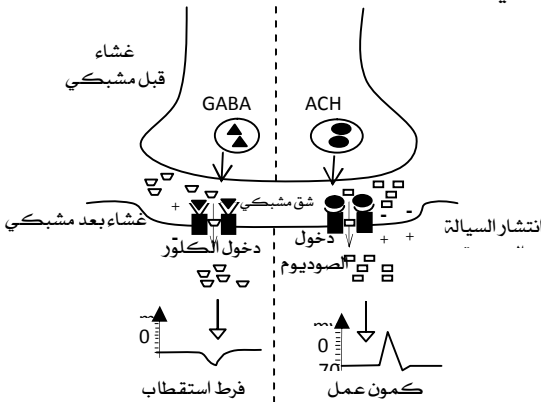 غشاء
قبل مشبكي
GABA
ACH
شق مشبكي
غشاء بعد مشبكي
+
-
-
+ +
انتشار السيالة
دخول الكلور
دخول
الصوديوم
0
0
فرط استقطاب
كمون عمل